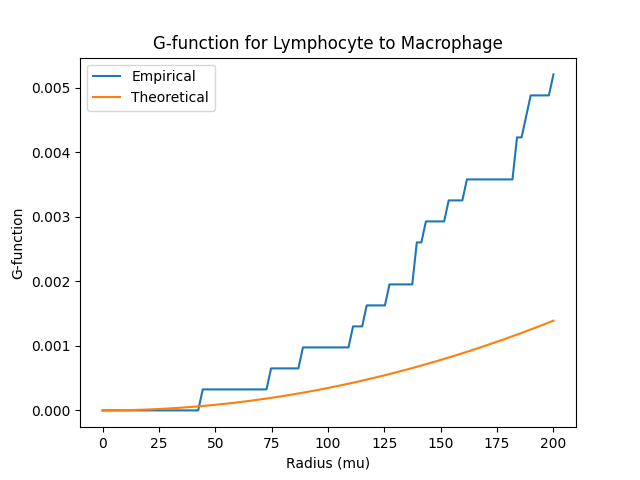 G-function for Lymphocyte to Macrophage
Empirical
Theoretical
0.005
0.004
0.003
0.002
0.001
0.000
G-function
0 25 50 75 100 125 150 175 200
Radius (mu)